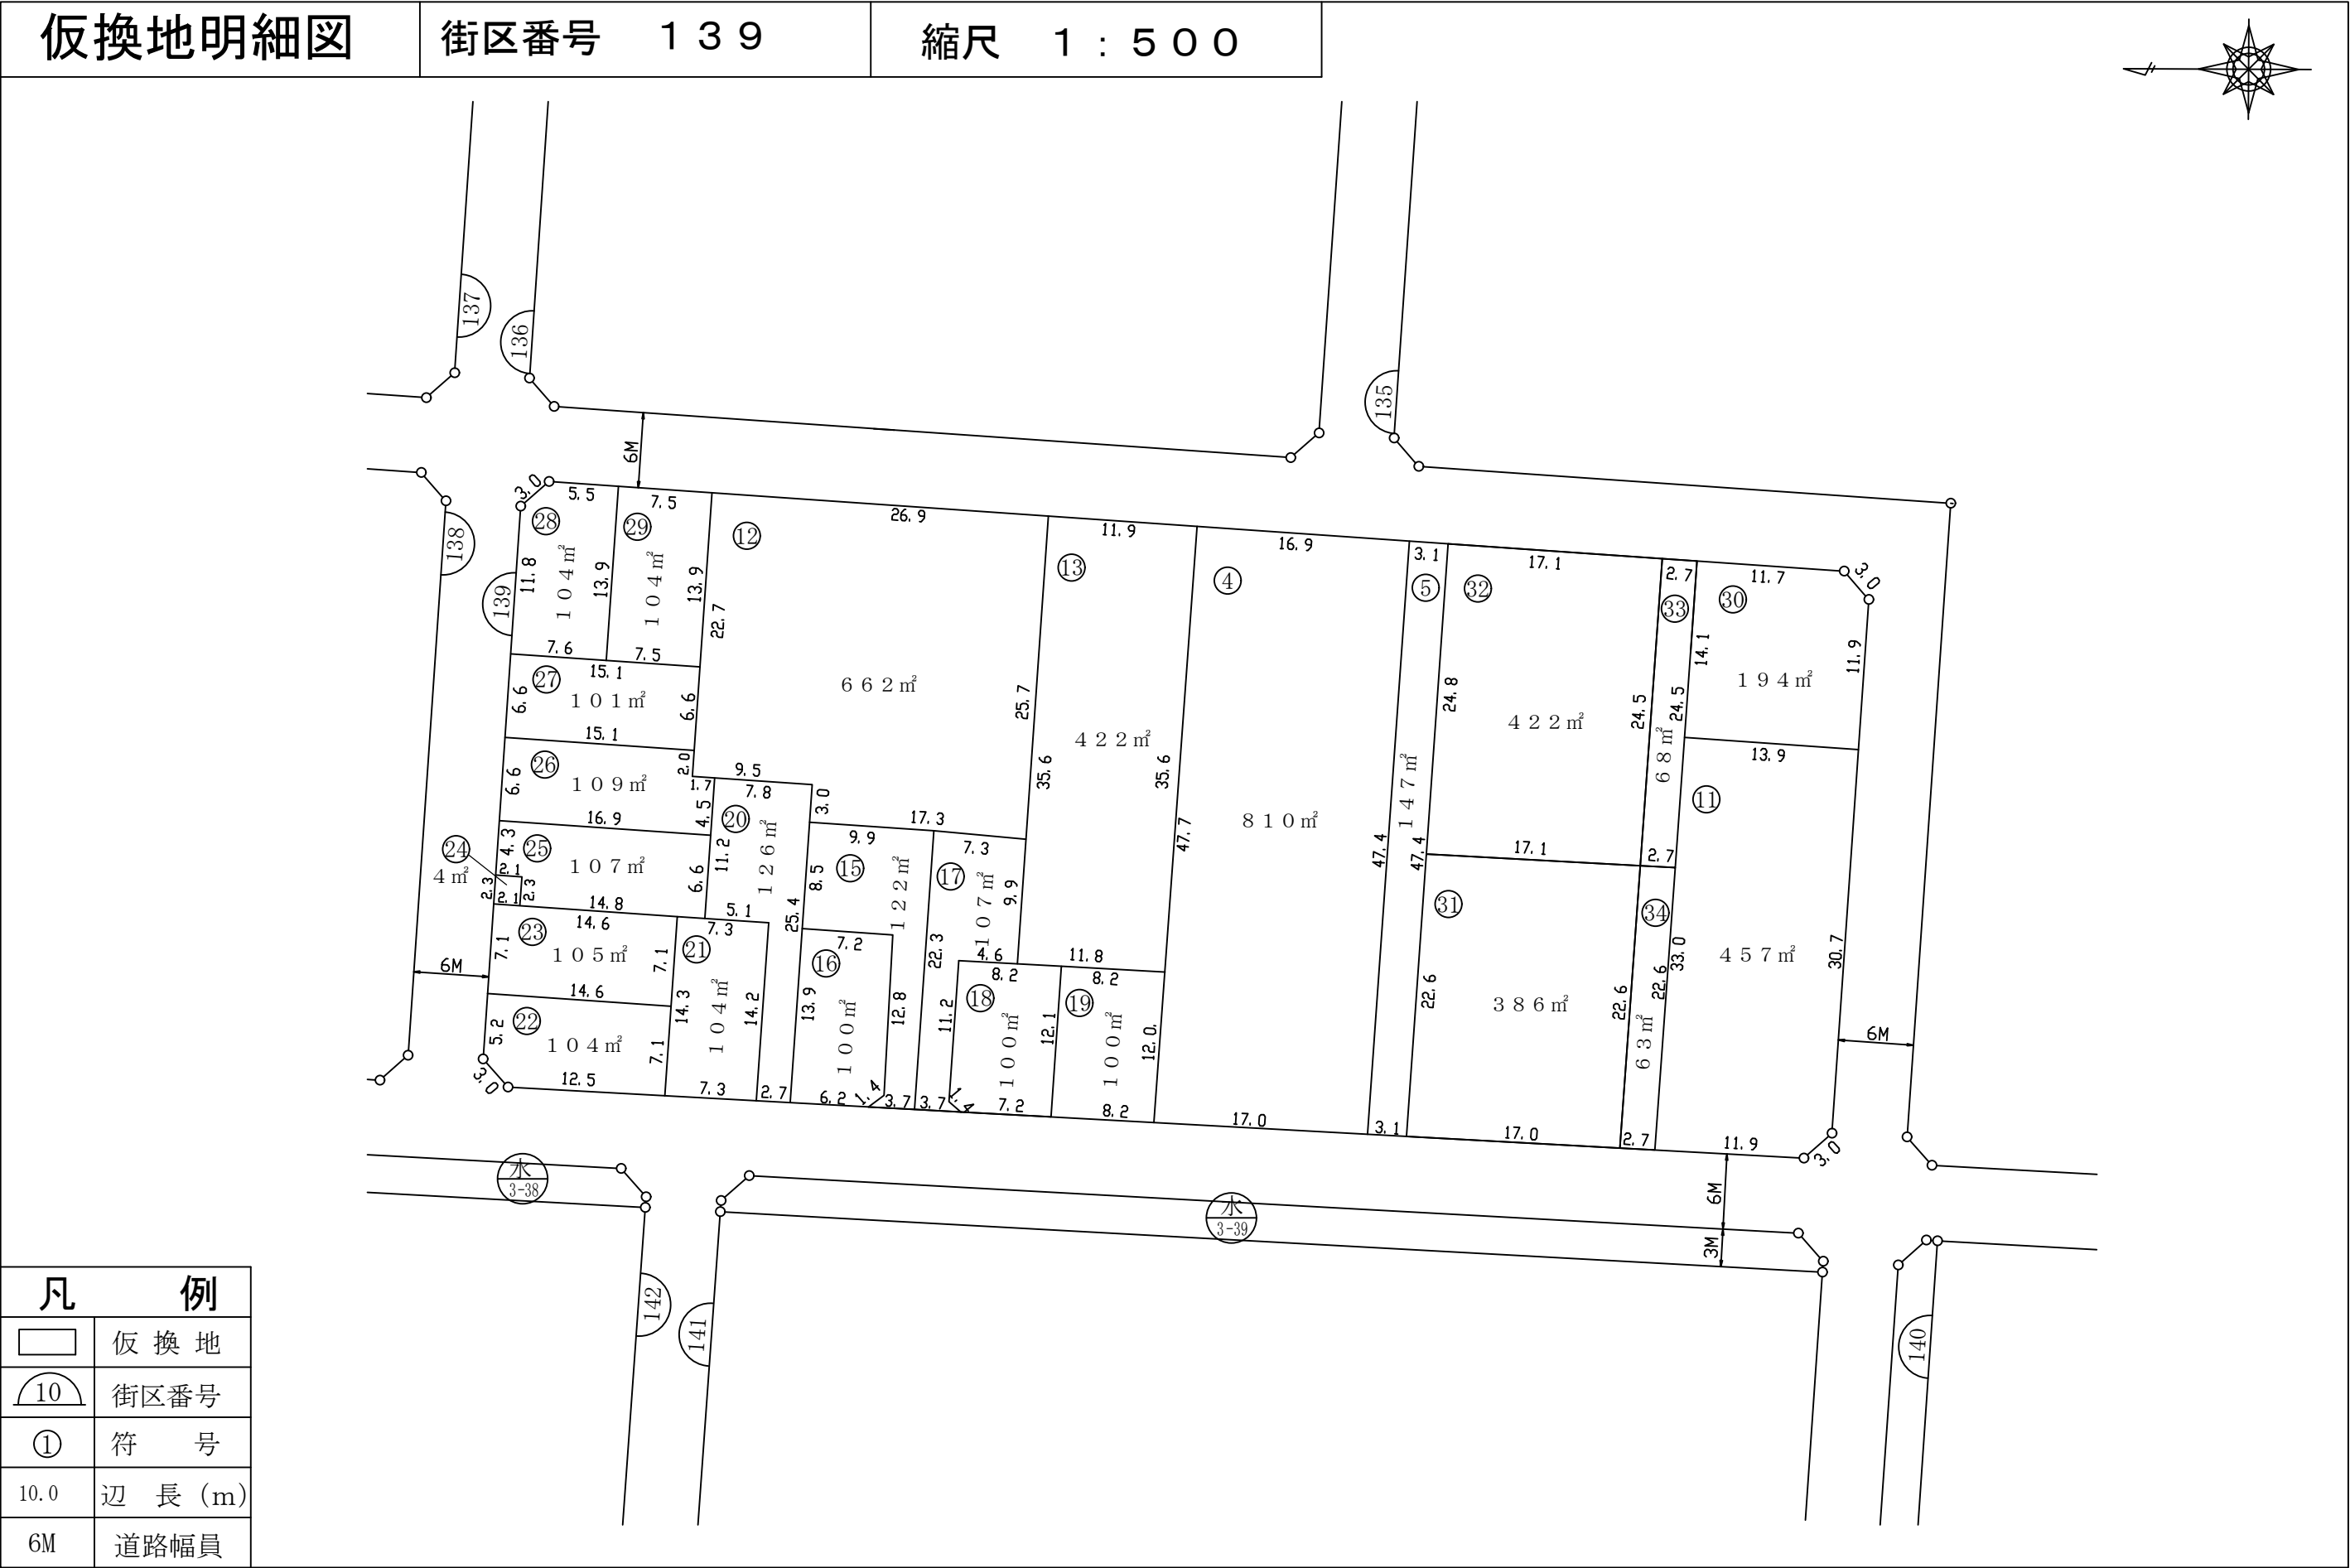 仮換地明細図 街区番号 １３９ 縮尺 １：５００
137
136
135
138
139
6M
3.0 5.5 7.5 26.9 11.9 16.9 3.1 17.1 2.7 11.7 3.0
㉘ 11.8 104㎡ 13.9 7.6
㉙ 104㎡ 13.9 7.5
⑫ 22.7 662㎡ 25.7
⑬ 35.6 422㎡ 35.6
④ 47.7 810㎡ 47.4
⑤ 147㎡ 47.4
㉜ 24.8 422㎡ 24.5 17.1
㉝ 68㎡ 24.5 2.7
㉚ 14.1 194㎡ 11.9 13.9
㉗ 15.1 6.6 101㎡ 6.6
㉖ 15.1 6.6 109㎡ 2.0 1.7 4.5
9.5
⑳ 7.8 11.2 126㎡ 3.0 25.4 5.1
17.3
㉕ 16.9 4.3 107㎡ 6.6 2.1 2.3 14.8
㉔ 4㎡ 2.3 2.1
⑮ 9.9 8.5 122㎡ 7.2 12.8
⑰ 7.3 107㎡ 9.9 22.3 4.6 11.2
11.8
㉓ 14.6 7.1 105㎡ 7.1
㉑ 7.3 14.3 104㎡ 14.2
⑯ 13.9 100㎡
⑱ 8.2 100㎡ 12.1
⑲ 8.2 100㎡ 12.0.
㉛ 22.6 386㎡ 22.6
㉞ 63㎡ 22.6
⑪ 33.0 457㎡ 30.7
㉒ 14.6 5.2 104㎡ 7.1
6M
6M
3.0 12.5 7.3 2.7 6.2 1.4 3.7 3.7 1.4 7.2 8.2 17.0 3.1 17.0 2.7 11.9 3.0
水
3-38
水
3-39
6M
3M
142
141
140
凡 例
仮換地
10 街区番号
① 符 号
10.0 辺 長（m）
6M 道路幅員